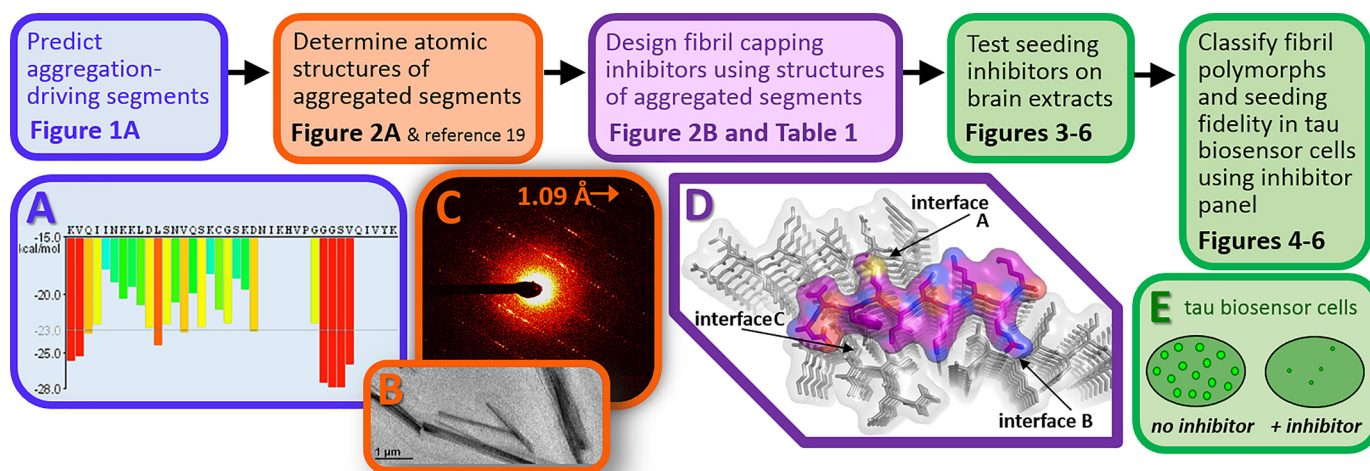 Predict
aggregation-
driving segments
Figure 1A
Determine atomic
structures of
aggregated segments
Figure 2A & reference 19
Design fibril capping
inhibitors using structures
of aggregated segments
Figure 2B and Table 1
Test seeding
inhibitors on
brain extracts
Figures 3-6
Classify fibril
polymorphs
and seeding
fidelity in tau
biosensor cells
using inhibitor
panel
Figures 4-6
A
KVQIINKKLDLSNVQSKCGSKDNIKHVPGGGSVQIVYK
-15.0
kcal/mol
-20.0
-23.0
-25.0
-28.0
B
1 μm
C
1.09 Å
D
interface
A
interfaceC
interface B
E
tau biosensor cells
no inhibitor
+ inhibitor